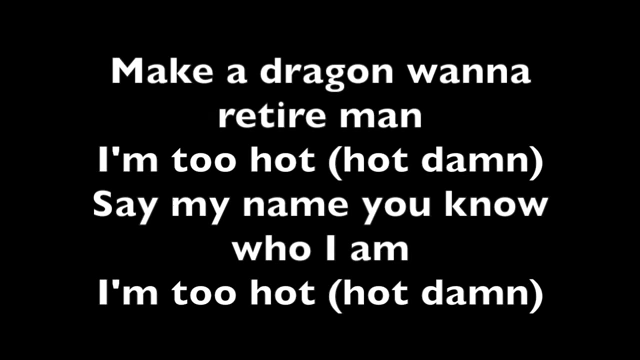 Make a dragon wanna
retire man
I'm too hot (hot damn)
Say my name you know
who I am
I'm too hot (hot damn)